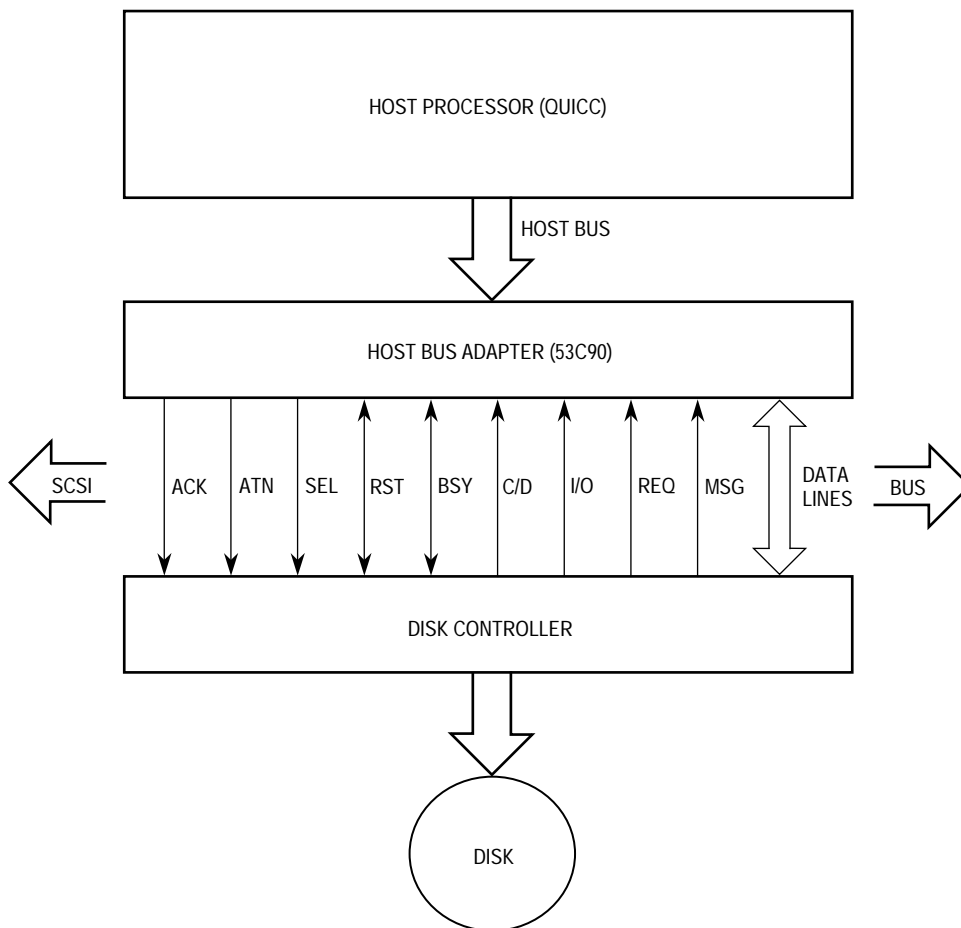 HOST PROCESSOR (QUICC)
HOST BUS
HOST BUS ADAPTER (53C90)
SCSI
ACK
ATN
SEL
RST
BSY
C/D
I/O
REQ
MSG
DATA
LINES
BUS
DISK CONTROLLER
DISK